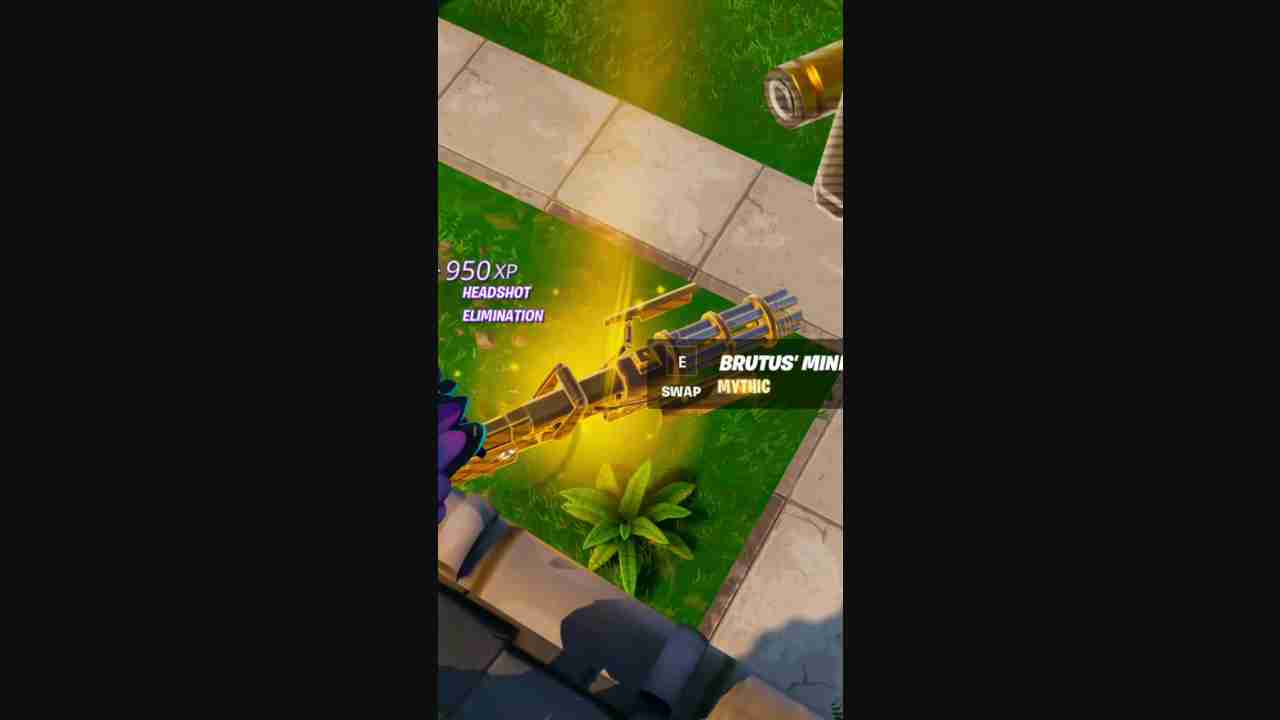 950 XP
HEADSHOT
ELIMINATION
E
BRUTUS' MINI
SWAP
MYTHIC